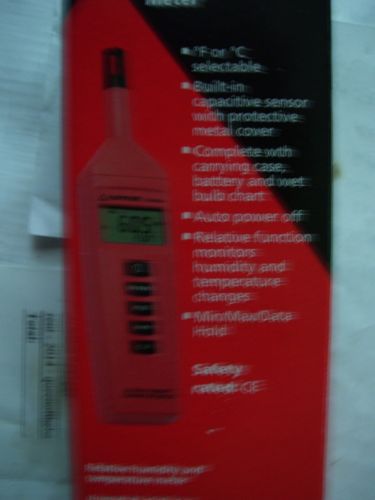 Meter
▪ °F or °C
selectable
▪ Built-in
capacitive sensor
with protective
metal cover
▪ Complete with
carrying case,
battery and wet
bulb chart
▪ Auto power off
▪ Relative function
monitors
humidity and
temperature
changes
▪ Min/Max/Data
Hold
Safety
rated: CE
Relative humidity and
temperature meter